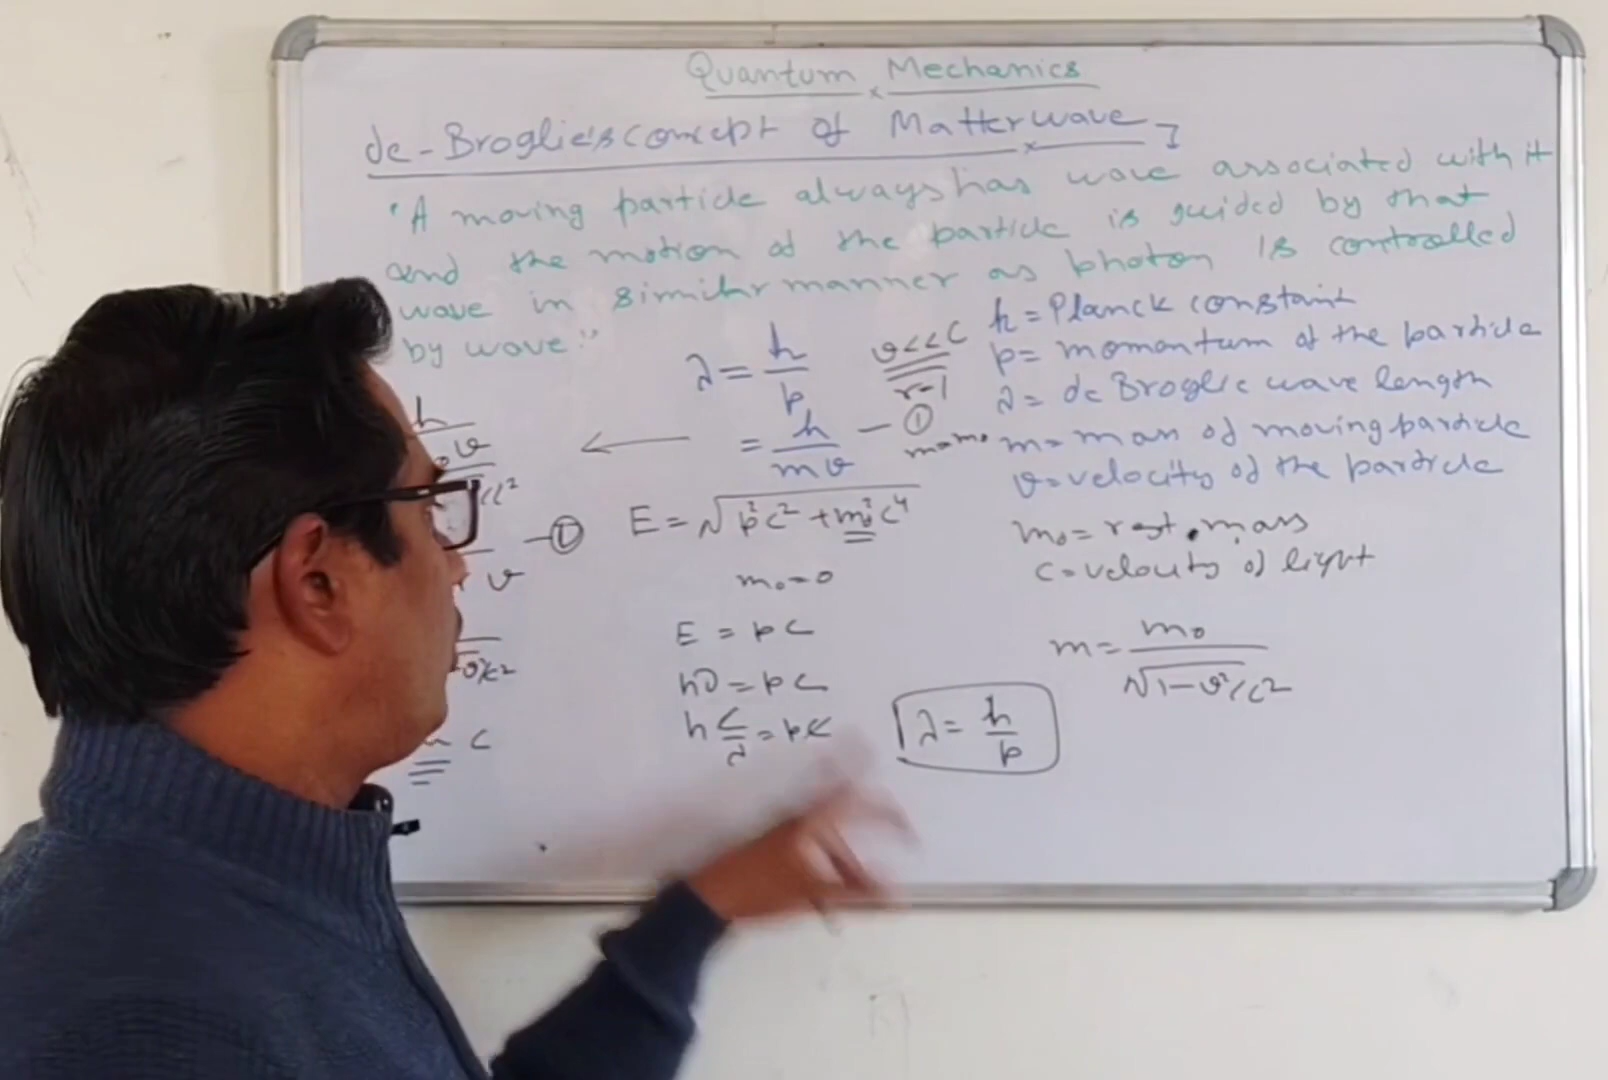 Quantum Mechanics
de-Broglie's concept of Matter wave
"A moving particle always has wave associated with it
and the motion of the particle is guided by that
wave in similar manner as photon is controlled
by wave."
λ = h/p
v<<c
r=1
h = Planck constant
p = momentum of the particle
λ = de Broglie wave length
= h/mv — ①
m=m₀
m = mass of moving particle
v = velocity of the particle
E = √p²c² + m₀²c⁴
m₀ = rest mass
c = velocity of light
m₀ = 0
E = pc
hν = pc
h c/λ = pc
λ = h/p
m = m₀/√1-v²/c²